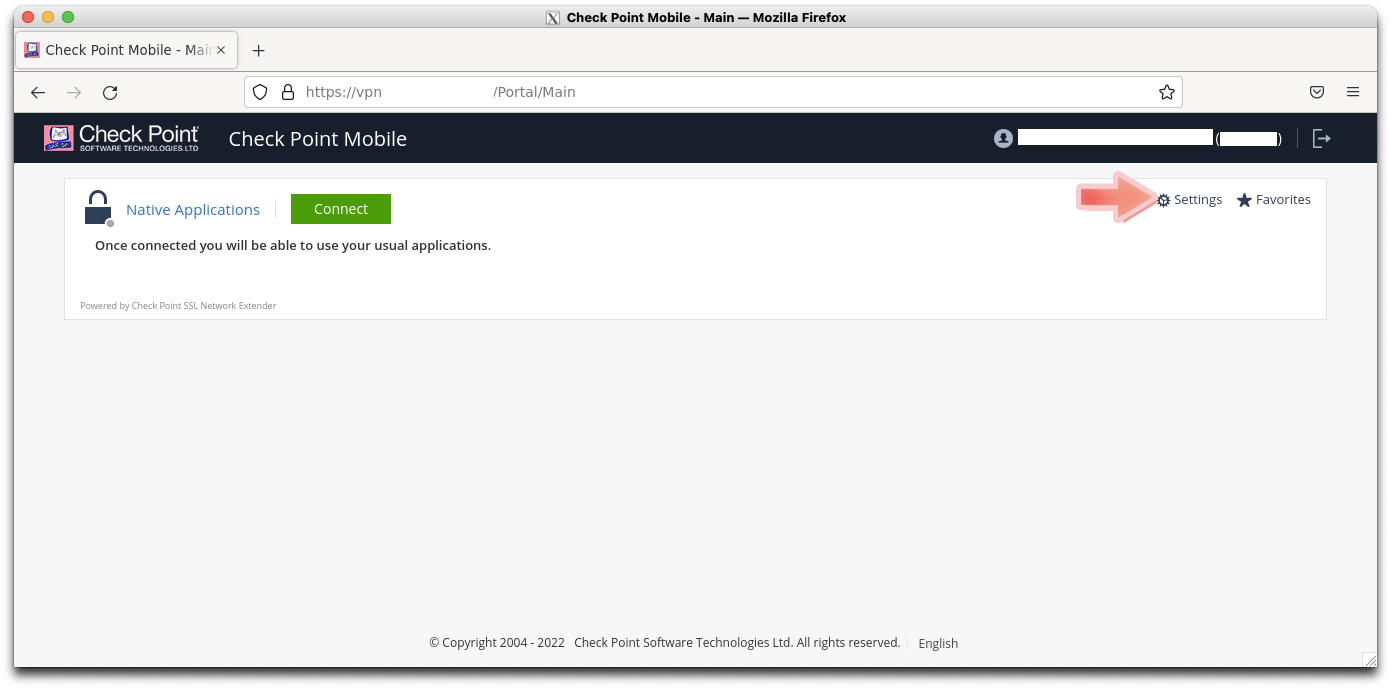 Check Point Mobile - Main — Mozilla Firefox
Check Point Mobile - Main
https://vpn /Portal/Main
Check Point
SOFTWARE TECHNOLOGIES LTD
Check Point Mobile
( )
Native Applications
Connect
Settings
Favorites
Once connected you will be able to use your usual applications.
Powered by Check Point SSL Network Extender
© Copyright 2004 - 2022 Check Point Software Technologies Ltd. All rights reserved.
English